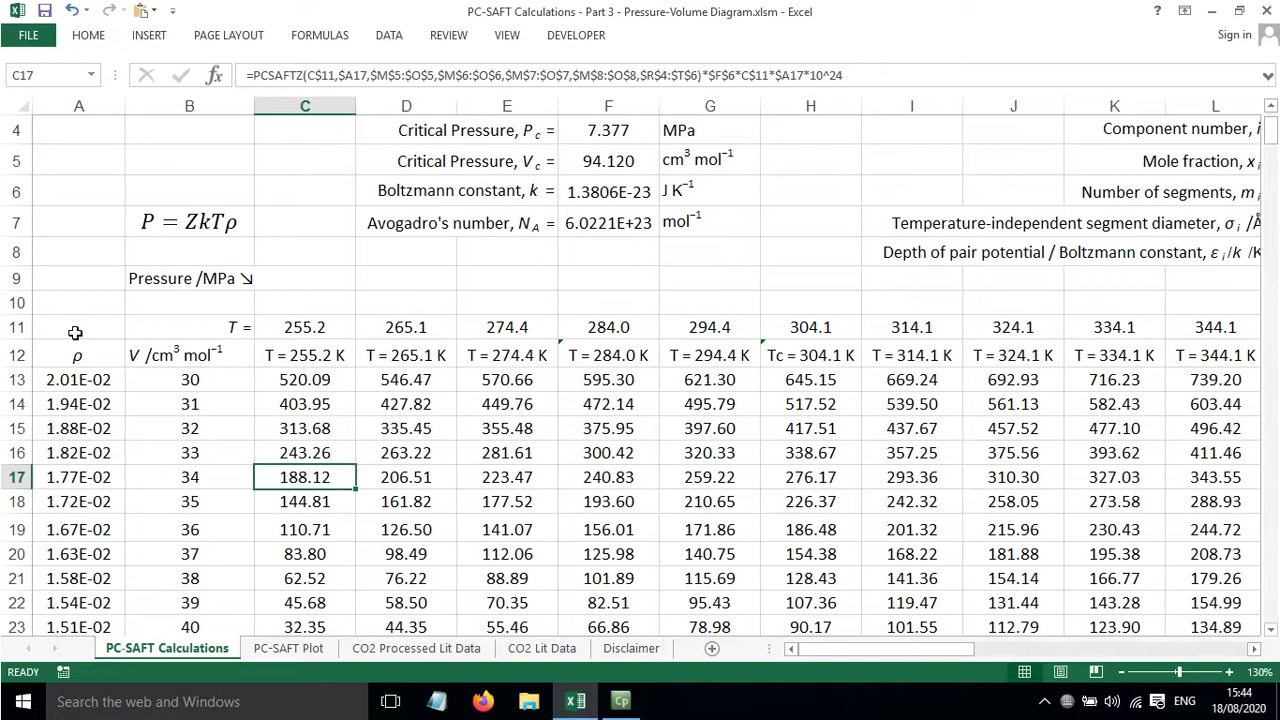 PC-SAFT Calculations - Part 3 - Pressure-Volume Diagram.xlsm - Excel
FILE HOME INSERT PAGE LAYOUT FORMULAS DATA REVIEW VIEW DEVELOPER Sign in
C17 fx =PCSAFTZ(C$11,$A17,$M$5:$O$5,$M$6:$O$6,$M$7:$O$7,$M$8:$O$8,$R$4:$T$6)*$F$6*C$11*$A17*10^24
A B C D E F G H I J K L
4 Critical Pressure, P c = 7.377 MPa Component number, i
5 Critical Pressure, V c = 94.120 cm³ mol⁻¹ Mole fraction, x i
6 Boltzmann constant, k = 1.3806E-23 J K⁻¹ Number of segments, m i
7 P = ZkTρ Avogadro's number, N A = 6.0221E+23 mol⁻¹ Temperature-independent segment diameter, σ i /Å
8 Depth of pair potential / Boltzmann constant, ε i /k /K
9 Pressure /MPa ↘
10
11 T = 255.2 265.1 274.4 284.0 294.4 304.1 314.1 324.1 334.1 344.1
12 ρ V /cm³ mol⁻¹ T = 255.2 K T = 265.1 K T = 274.4 K T = 284.0 K T = 294.4 K Tc = 304.1 K T = 314.1 K T = 324.1 K T = 334.1 K T = 344.1 K
13 2.01E-02 30 520.09 546.47 570.66 595.30 621.30 645.15 669.24 692.93 716.23 739.20
14 1.94E-02 31 403.95 427.82 449.76 472.14 495.79 517.52 539.50 561.13 582.43 603.44
15 1.88E-02 32 313.68 335.45 355.48 375.95 397.60 417.51 437.67 457.52 477.10 496.42
16 1.82E-02 33 243.26 263.22 281.61 300.42 320.33 338.67 357.25 375.56 393.62 411.46
17 1.77E-02 34 188.12 206.51 223.47 240.83 259.22 276.17 293.36 310.30 327.03 343.55
18 1.72E-02 35 144.81 161.82 177.52 193.60 210.65 226.37 242.32 258.05 273.58 288.93
19 1.67E-02 36 110.71 126.50 141.07 156.01 171.86 186.48 201.32 215.96 230.43 244.72
20 1.63E-02 37 83.80 98.49 112.06 125.98 140.75 154.38 168.22 181.88 195.38 208.73
21 1.58E-02 38 62.52 76.22 88.89 101.89 115.69 128.43 141.36 154.14 166.77 179.26
22 1.54E-02 39 45.68 58.50 70.35 82.51 95.43 107.36 119.47 131.44 143.28 154.99
23 1.51E-02 40 32.35 44.35 55.46 66.86 78.98 90.17 101.55 112.79 123.90 134.89
PC-SAFT Calculations PC-SAFT Plot CO2 Processed Lit Data CO2 Lit Data Disclaimer
READY 130%
Search the web and Windows Cp ENG 15:44
18/08/2020